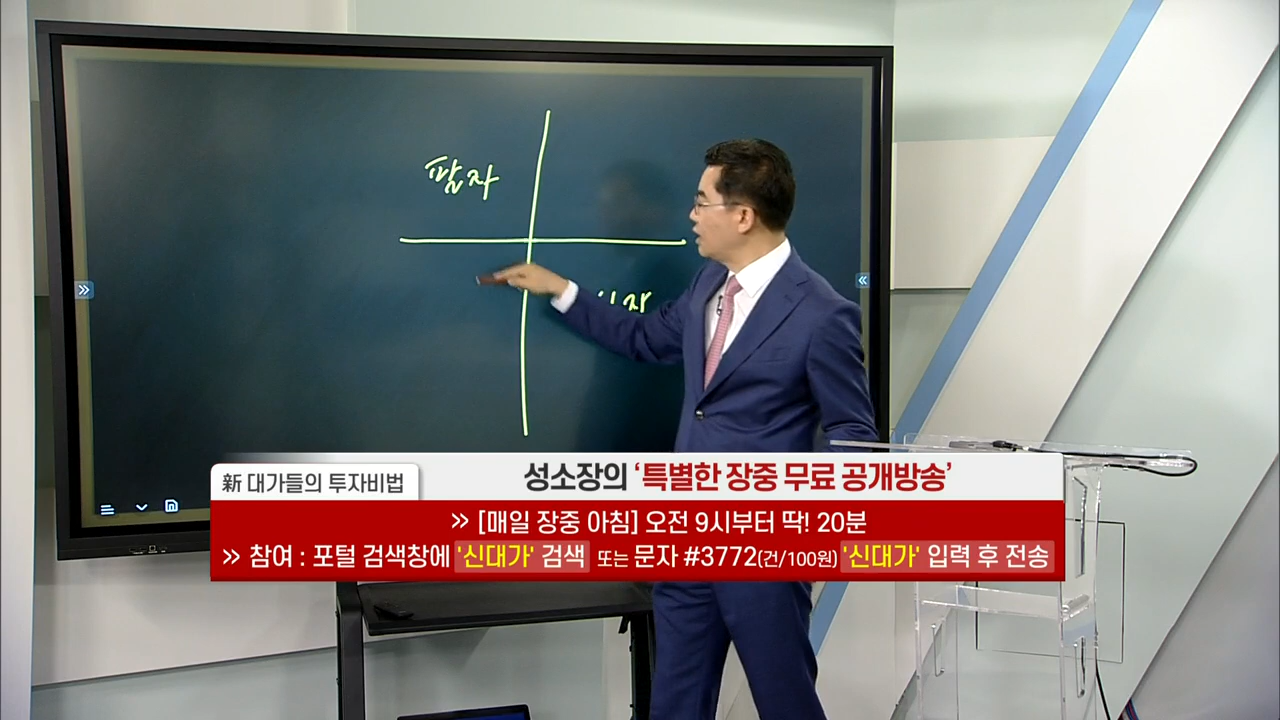 팔자
자
新 대가들의 투자비법
성소장의 ‘특별한 장중 무료 공개방송’
» [매일 장중 아침] 오전 9시부터 딱! 20분
» 참여 : 포털 검색창에 '신대가' 검색 또는 문자 #3772(건/100원) '신대가' 입력 후 전송